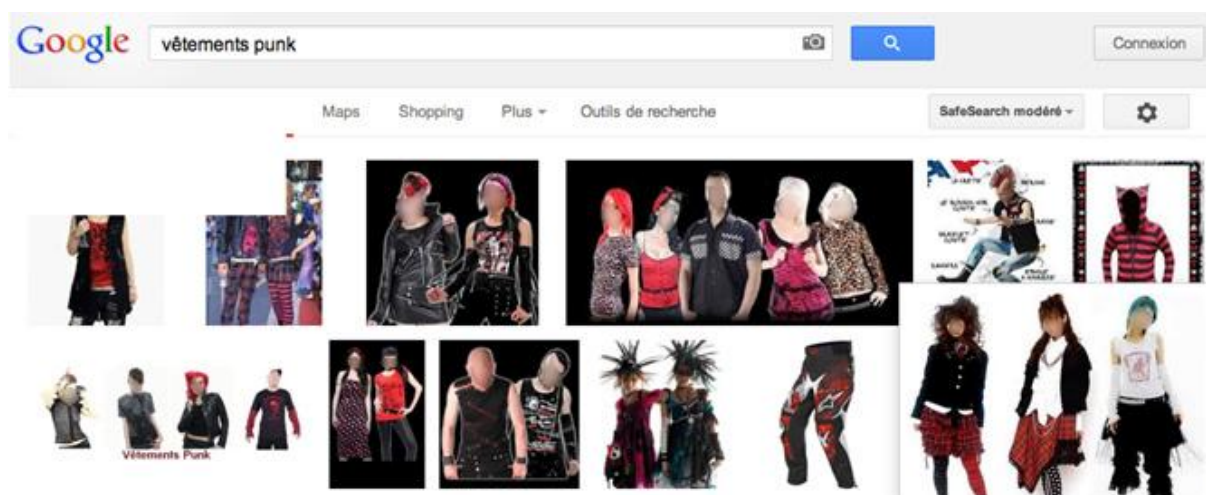 Google vêtements punk Connexion
Maps Shopping Plus Outils de recherche SafeSearch modéré
Vêtements Punk